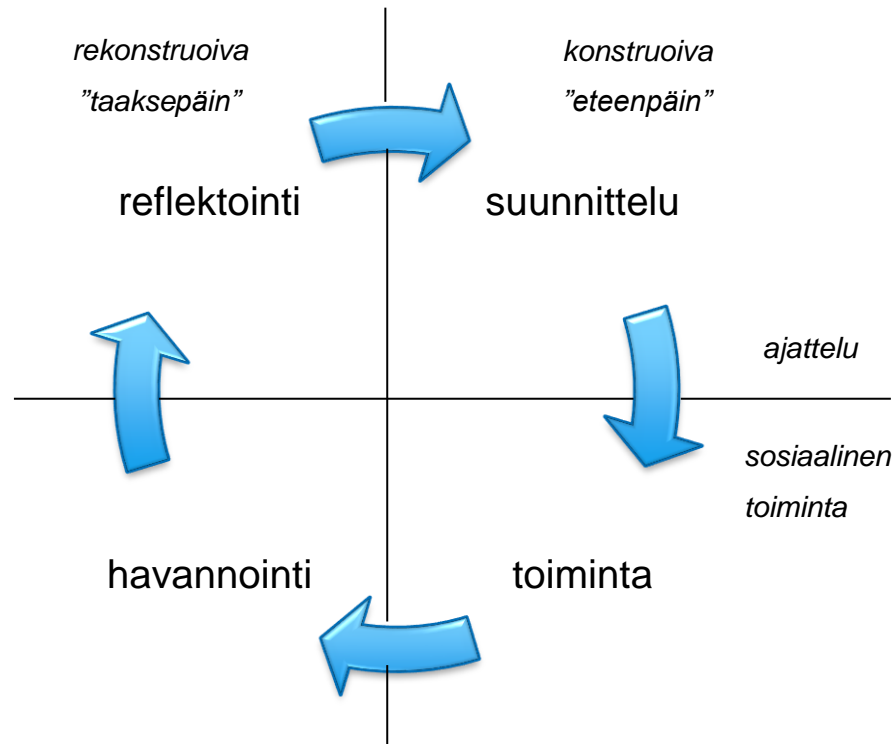 rekonstruoiva
”taaksepäin”
konstruoiva
”eteenpäin”
reflektointi
suunnittelu
ajattelu
sosiaalinen
toiminta
havannointi
toiminta